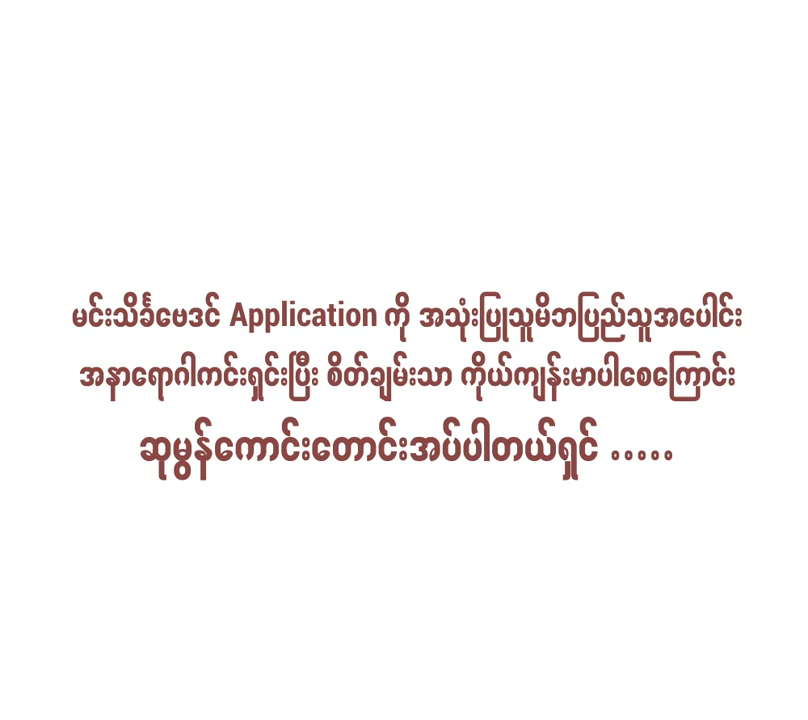 မင်းသိင်္ခဗေဒင် Application ကို အသုံးပြုသူမိဘပြည်သူအပေါင်း
အနာရောဂါကင်းရှင်းပြီး စိတ်ချမ်းသာ ကိုယ်ကျန်းမာပါစေကြောင်း
ဆုမွန်ကောင်းတောင်းအပ်ပါတယ်ရှင် .....